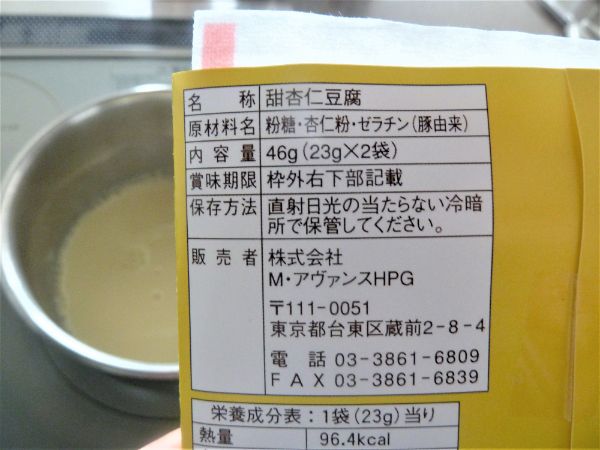 名称 甜杏仁豆腐
原材料名 粉糖・杏仁粉・ゼラチン(豚由来)
内容量 46g(23g×2袋)
賞味期限 枠外右下部記載
保存方法 直射日光の当たらない冷暗
所で保管してください。
販売者 株式会社
M・アヴァンスHPG
〒111-0051
東京都台東区蔵前2-8-4
電話 03-3861-6809
FAX 03-3861-6839
栄養成分表:1袋(23g)当り
熱量 96.4kcal